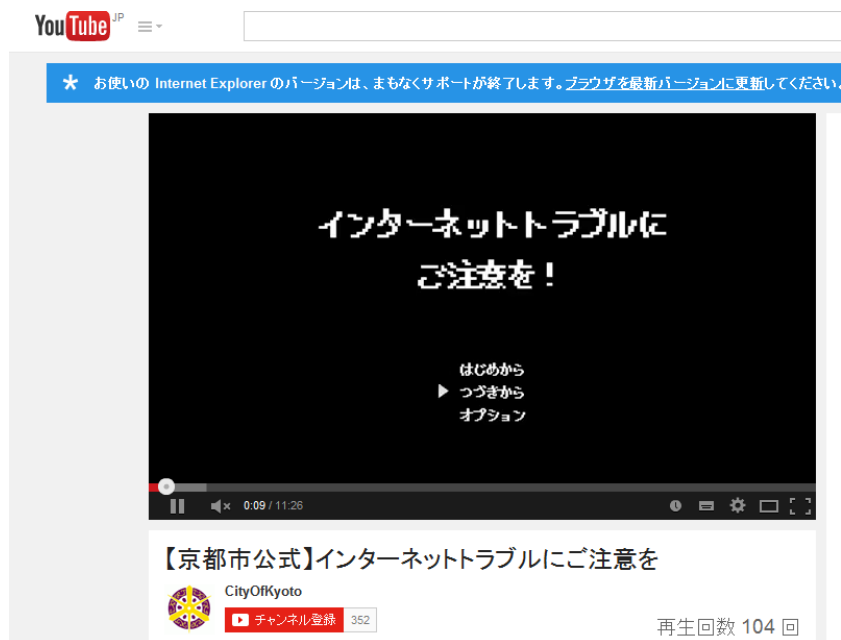 YouTube JP
お使いの Internet Explorer のバージョンは、まもなくサポートが終了します。ブラウザを最新バージョンに更新してください。
インターネットトラブルに
ご注意を！
はじめから
つづきから
オプション
0:09 / 11:26
【京都市公式】インターネットトラブルにご注意を
CityOfKyoto
チャンネル登録 352
再生回数 104 回